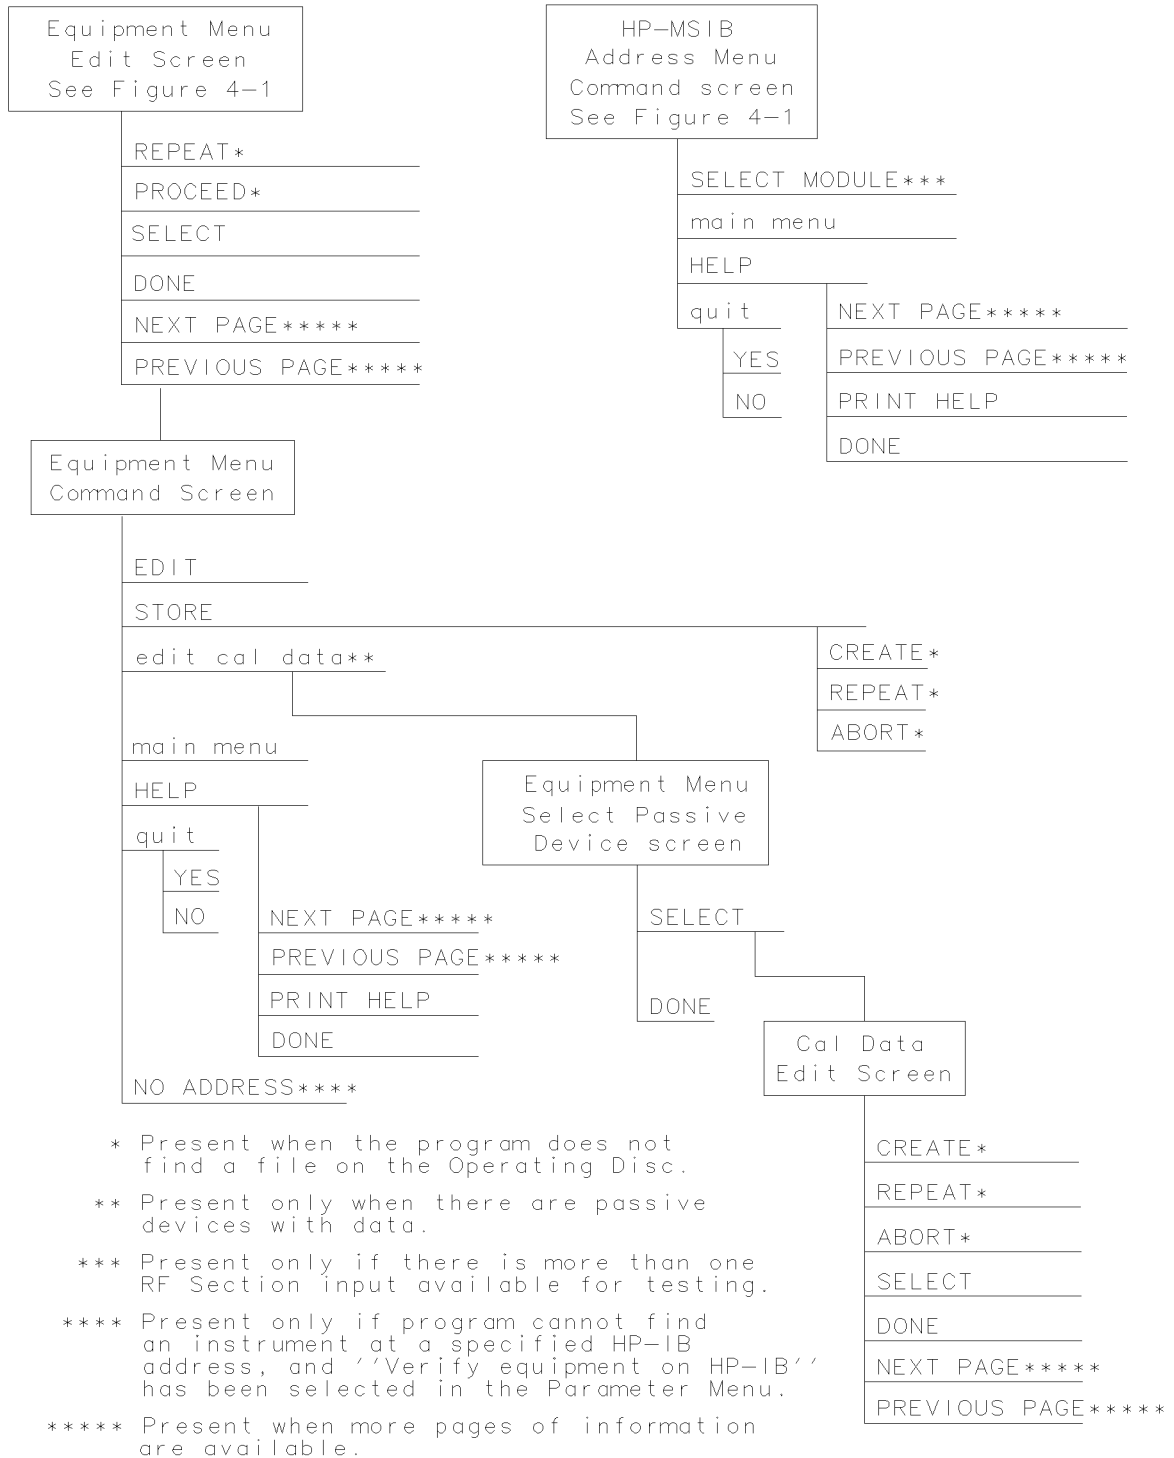 Equipment Menu
Edit Screen
See Figure 4-1
REPEAT*
PROCEED*
SELECT
DONE
NEXT PAGE*****
PREVIOUS PAGE*****
HP-MSIB
Address Menu
Command screen
See Figure 4-1
SELECT MODULE***
main menu
HELP
quit
YES
NO
NEXT PAGE*****
PREVIOUS PAGE*****
PRINT HELP
DONE
Equipment Menu
Command Screen
EDIT
STORE
CREATE*
REPEAT*
ABORT*
edit cal data**
main menu
HELP
quit
YES
NO
NEXT PAGE*****
PREVIOUS PAGE*****
PRINT HELP
DONE
NO ADDRESS****
Equipment Menu
Select Passive
Device screen
SELECT
DONE
Cal Data
Edit Screen
CREATE*
REPEAT*
ABORT*
SELECT
DONE
NEXT PAGE*****
PREVIOUS PAGE*****
* Present when the program does not
find a file on the Operating Disc.
** Present only when there are passive
devices with data.
*** Present only if there is more than one
RF Section input available for testing.
**** Present only if program cannot find
an instrument at a specified HP-IB
address, and ''Verify equipment on HP-IB''
has been selected in the Parameter Menu.
***** Present when more pages of information
are available.